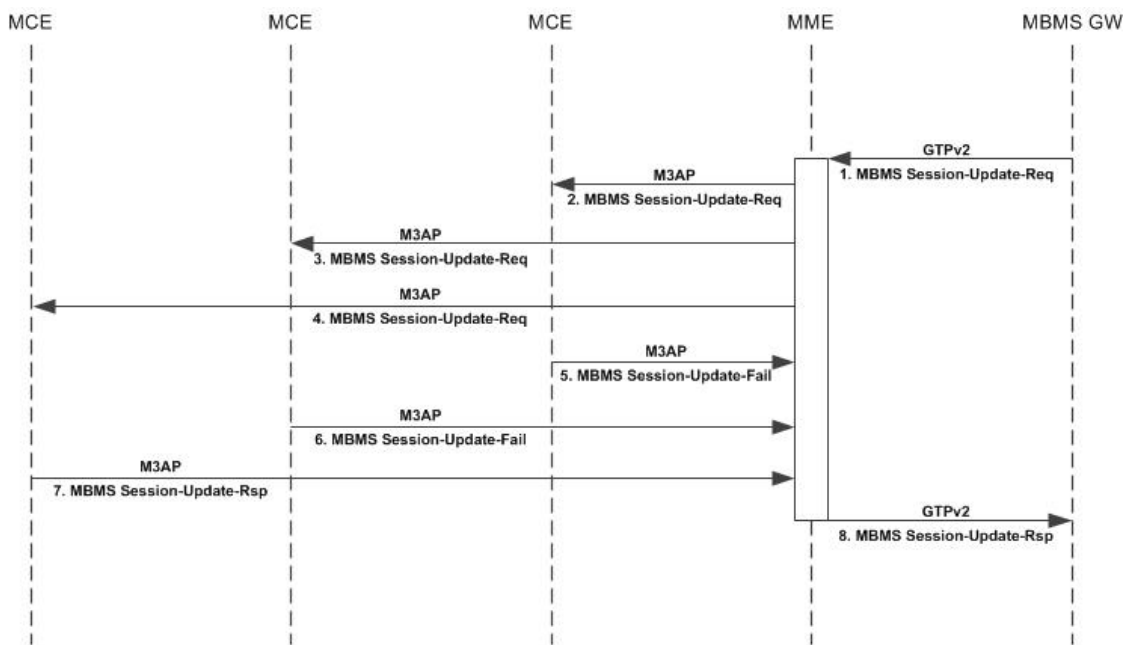 MCE
MCE
MCE
MME
MBMS GW
GTPv2
1. MBMS Session-Update-Req
M3AP
2. MBMS Session-Update-Req
M3AP
3. MBMS Session-Update-Req
M3AP
4. MBMS Session-Update-Req
M3AP
5. MBMS Session-Update-Fail
M3AP
6. MBMS Session-Update-Fail
M3AP
7. MBMS Session-Update-Rsp
GTPv2
8. MBMS Session-Update-Rsp